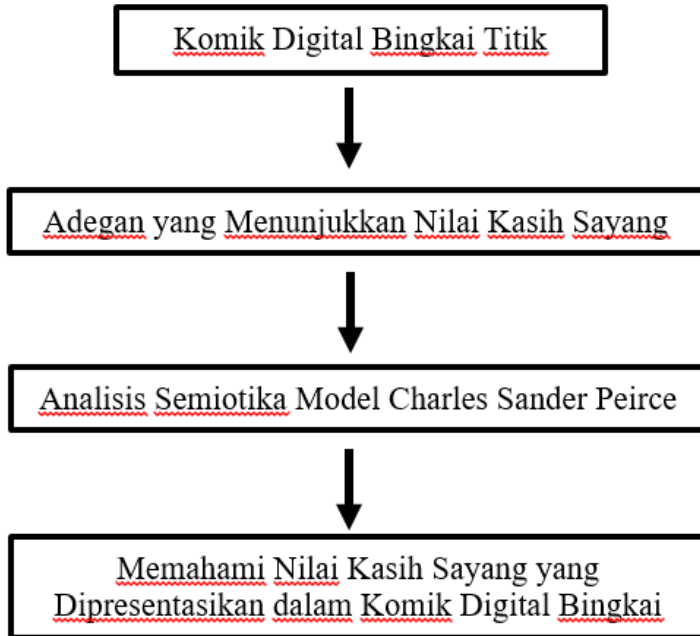 Komik Digital Bingkai Titik
Adegan yang Menunjukkan Nilai Kasih Sayang
Analisis Semiotika Model Charles Sander Peirce
Memahami Nilai Kasih Sayang yang
Dipresentasikan dalam Komik Digital Bingkai